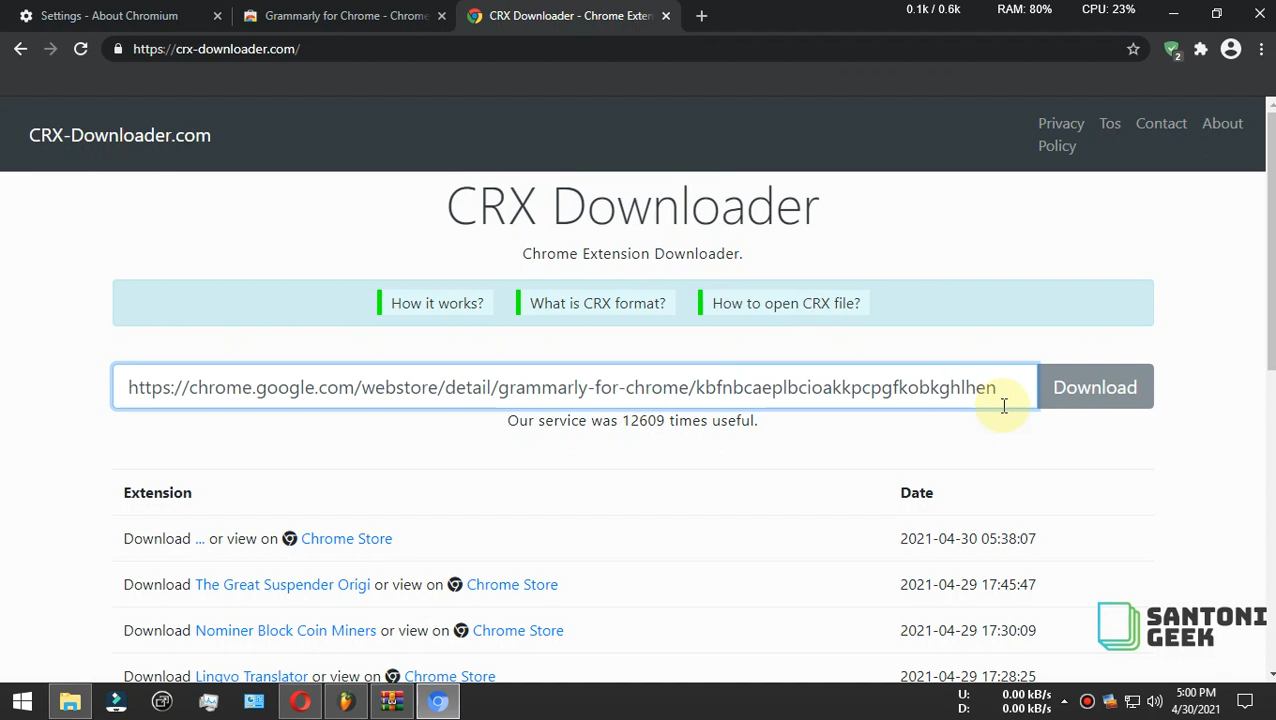 Settings - About Chromium
Grammarly for Chrome - Chrome
CRX Downloader - Chrome Exten
0.1k / 0.6k
RAM: 80%
CPU: 23%
https://crx-downloader.com/
2
CRX-Downloader.com
Privacy Policy
Tos
Contact
About
CRX Downloader
Chrome Extension Downloader.
How it works?
What is CRX format?
How to open CRX file?
https://chrome.google.com/webstore/detail/grammarly-for-chrome/kbfnbcaeplbcioakkpcpgfkobkghlhen
Download
Our service was 12609 times useful.
Extension
Date
Download ... or view on Chrome Store
2021-04-30 05:38:07
Download The Great Suspender Origi or view on Chrome Store
2021-04-29 17:45:47
Download Nominer Block Coin Miners or view on Chrome Store
2021-04-29 17:30:09
Download Lingvo Translator or view on Chrome Store
2021-04-29 17:28:25
SANTONI
GEEK
U:
0.00 kB/s
D:
0.00 kB/s
5:00 PM
4/30/2021